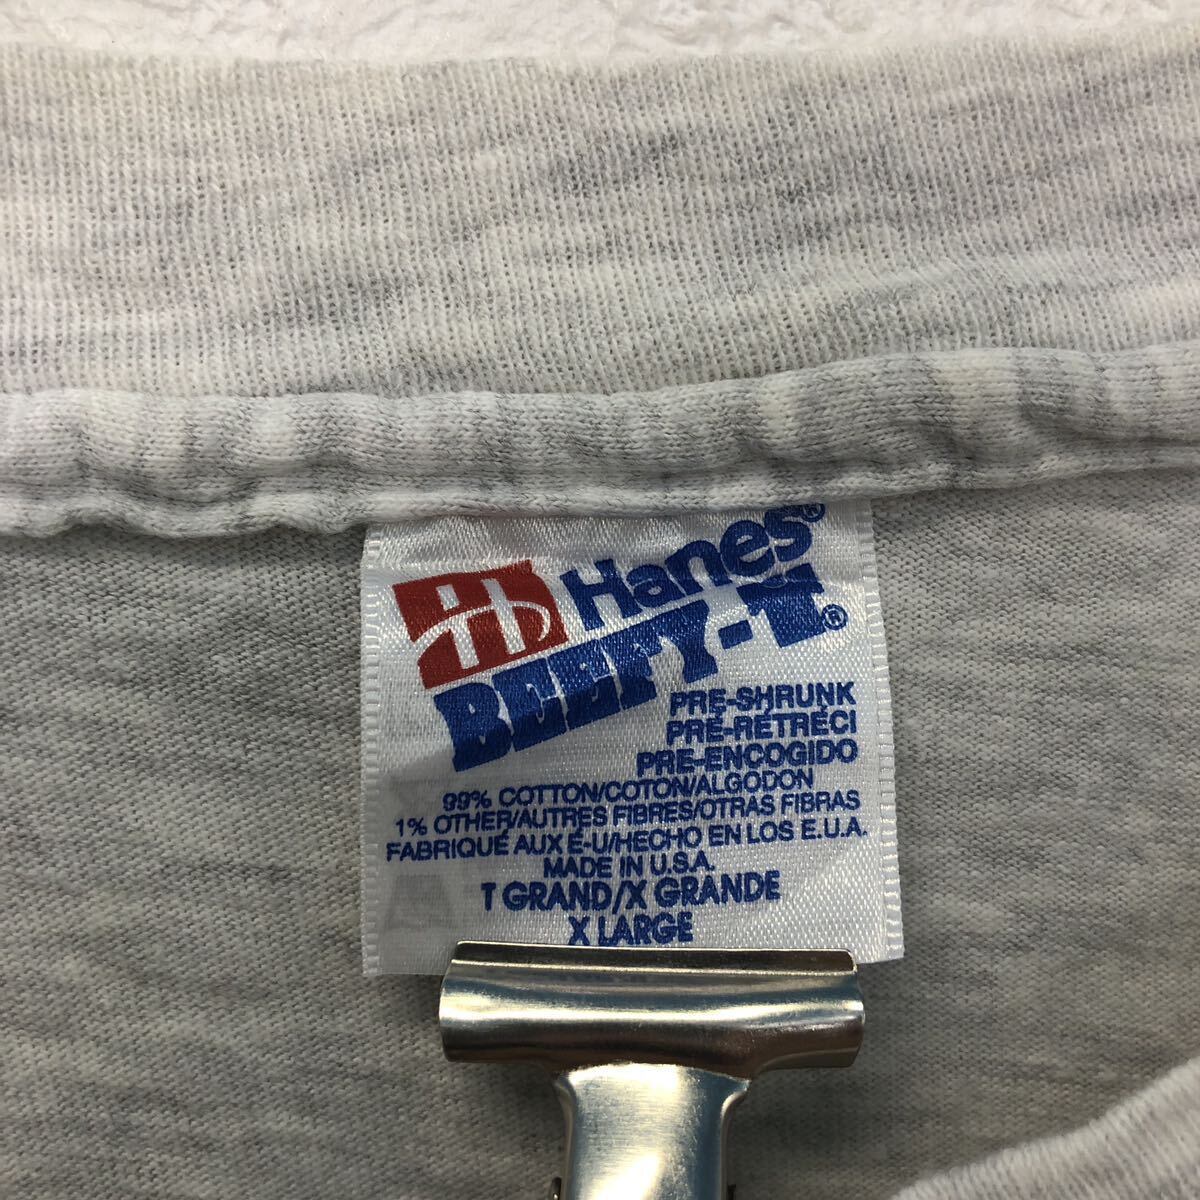 Hanes®
BEEFY-T®
PRE-SHRUNK
PRÉ-RÉTRÉCI
PRE-ENCOGIDO
99% COTTON/COTON/ALGODON
1% OTHER/AUTRES FIBRES/OTRAS FIBRAS
FABRIQUÉ AUX É-U/HECHO EN LOS E.U.A.
MADE IN U.S.A.
T GRAND/X GRANDE
X LARGE